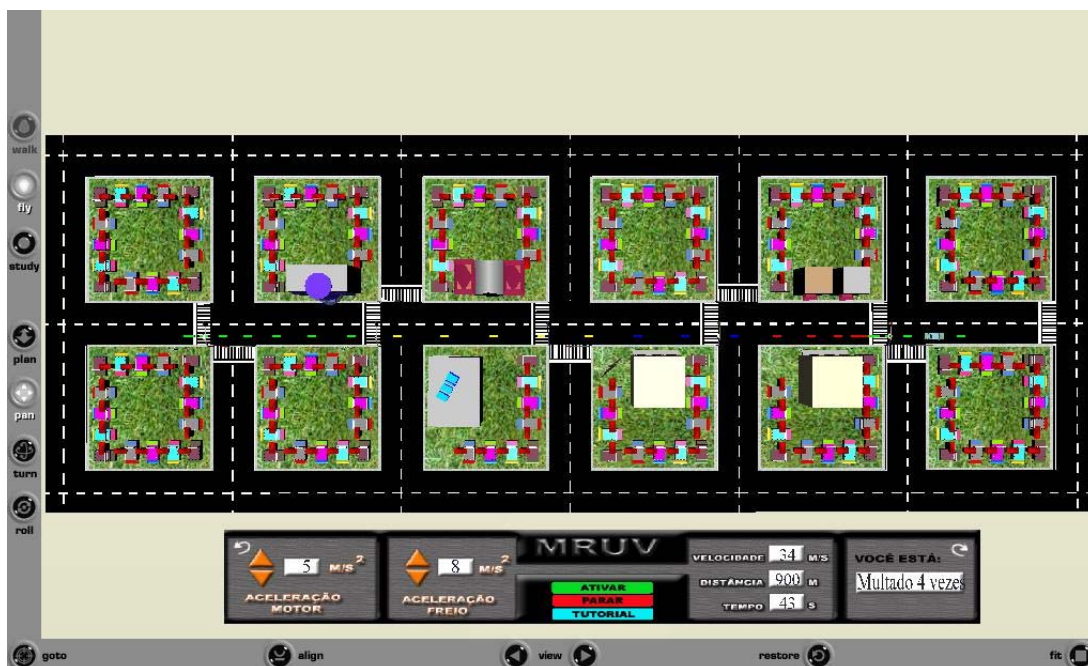 walk
fly
study
plan
pan
turn
roll
MRUV
5 M/S²
ACELERAÇÃO
MOTOR
8 M/S²
ACELERAÇÃO
FREIO
ATIVAR
PARAR
TUTORIAL
VELOCIDADE 34 M/S
DISTÂNCIA 900 M
TEMPO 43 S
VOCÊ ESTÁ:
Multado 4 vezes
goto align view restore fit